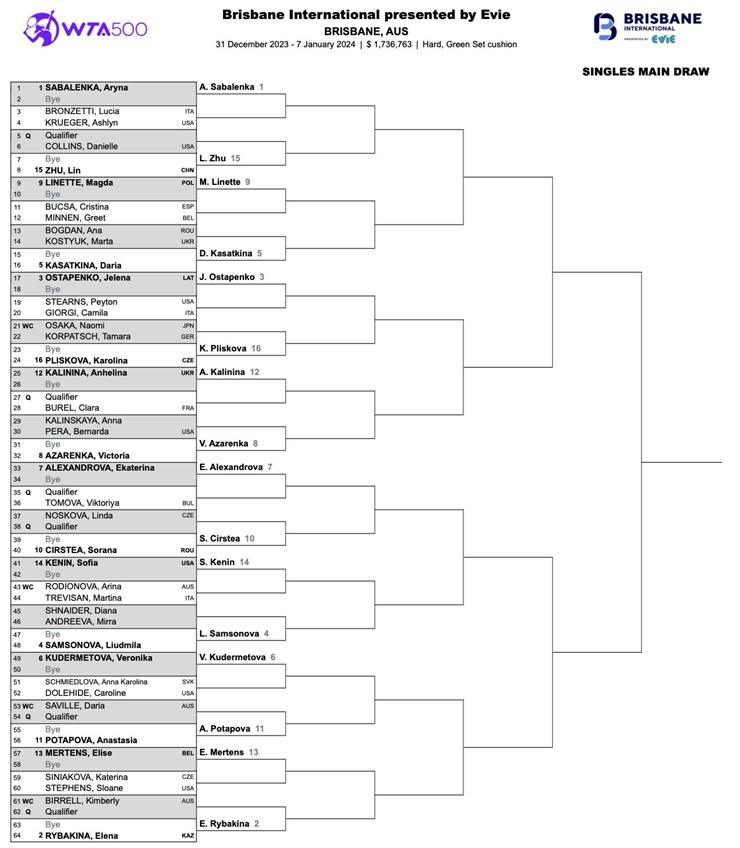 WTA500
Brisbane International presented by Evie
BRISBANE, AUS
31 December 2023 - 7 January 2024 | $ 1,736,763 | Hard, Green Set cushion
BRISBANE
INTERNATIONAL
PRESENTED BY EVIE
SINGLES MAIN DRAW
1 1 SABALENKA, Aryna A. Sabalenka 1
2 Bye
3 BRONZETTI, Lucia ITA
4 KRUEGER, Ashlyn USA
5 Q Qualifier
6 COLLINS, Danielle USA
7 Bye L. Zhu 15
8 15 ZHU, Lin CHN
9 9 LINETTE, Magda POL M. Linette 9
10 Bye
11 BUCSA, Cristina ESP
12 MINNEN, Greet BEL
13 BOGDAN, Ana ROU
14 KOSTYUK, Marta UKR
15 Bye D. Kasatkina 5
16 5 KASATKINA, Daria
17 3 OSTAPENKO, Jelena LAT J. Ostapenko 3
18 Bye
19 STEARNS, Peyton USA
20 GIORGI, Camila ITA
21 WC OSAKA, Naomi JPN
22 KORPATSCH, Tamara GER
23 Bye K. Pliskova 16
24 16 PLISKOVA, Karolina CZE
25 12 KALININA, Anhelina UKR A. Kalinina 12
26 Bye
27 Q Qualifier
28 BUREL, Clara FRA
29 KALINSKAYA, Anna
30 PERA, Bernarda USA
31 Bye V. Azarenka 8
32 8 AZARENKA, Victoria
33 7 ALEXANDROVA, Ekaterina E. Alexandrova 7
34 Bye
35 Q Qualifier
36 TOMOVA, Viktoriya BUL
37 NOSKOVA, Linda CZE
38 Q Qualifier
39 Bye S. Cirstea 10
40 10 CIRSTEA, Sorana ROU
41 14 KENIN, Sofia USA S. Kenin 14
42 Bye
43 WC RODIONOVA, Arina AUS
44 TREVISAN, Martina ITA
45 SHNAIDER, Diana
46 ANDREEVA, Mirra
47 Bye L. Samsonova 4
48 4 SAMSONOVA, Liudmila
49 6 KUDERMETOVA, Veronika V. Kudermetova 6
50 Bye
51 SCHMIEDLOVA, Anna Karolina SVK
52 DOLEHIDE, Caroline USA
53 WC SAVILLE, Daria AUS
54 Q Qualifier
55 Bye A. Potapova 11
56 11 POTAPOVA, Anastasia
57 13 MERTENS, Elise BEL E. Mertens 13
58 Bye
59 SINIAKOVA, Katerina CZE
60 STEPHENS, Sloane USA
61 WC BIRRELL, Kimberly AUS
62 Q Qualifier
63 Bye E. Rybakina 2
64 2 RYBAKINA, Elena KAZ